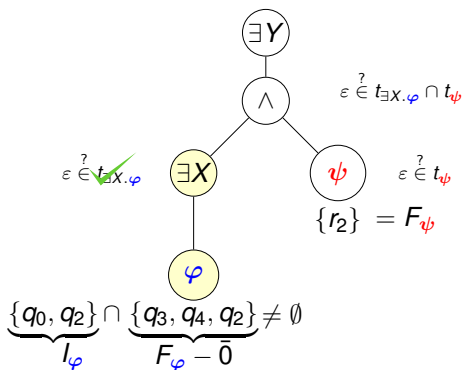 ∃Y
∧
ε ∈? t∃X.φ ∩ tψ
ε ∈? t∃X.φ
∃X
ψ
ε ∈? tψ
{r2} = Fψ
φ
{q0, q2} ∩ {q3, q4, q2} ≠ ∅
Iφ Fφ − 0̄